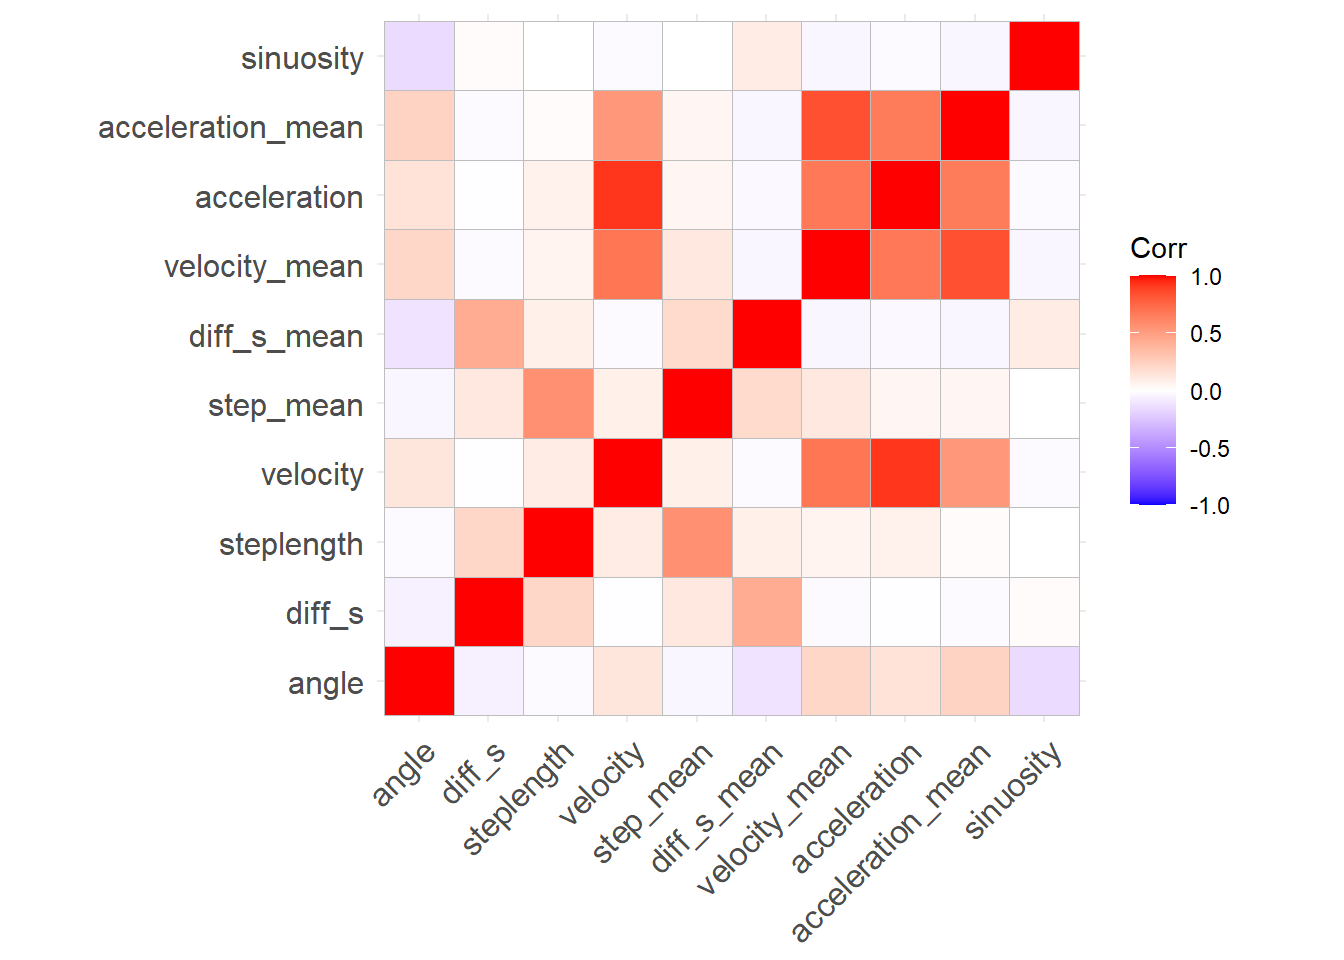 sinuosity
acceleration_mean
acceleration
velocity_mean
diff_s_mean
step_mean
velocity
steplength
diff_s
angle
angle
diff_s
steplength
velocity
step_mean
diff_s_mean
velocity_mean
acceleration
acceleration_mean
sinuosity
Corr
1.0
0.5
0.0
-0.5
-1.0